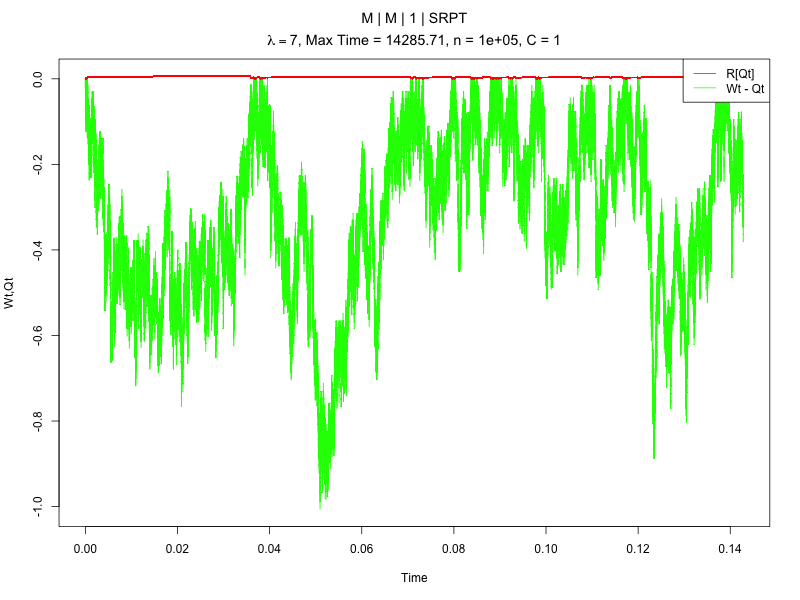 M | M | 1 | SRPT
λ = 7, Max Time = 14285.71, n = 1e+05, C = 1
R[Qt]
Wt - Qt
0.0
-0.2
-0.4
-0.6
-0.8
-1.0
Wt,Qt
0.00 0.02 0.04 0.06 0.08 0.10 0.12 0.14
Time